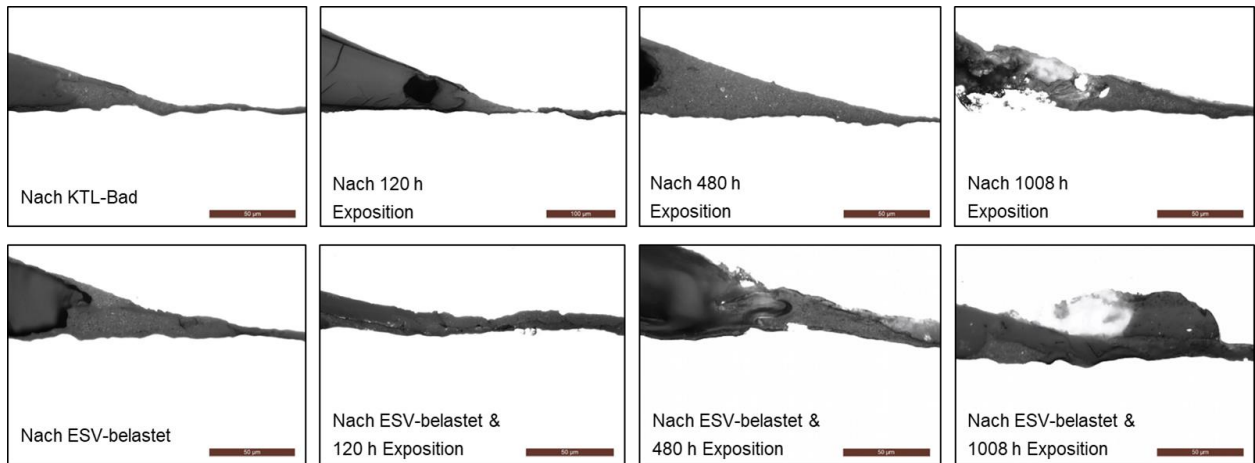 Nach KTL-Bad
50 µm
Nach 120 h
Exposition
100 µm
Nach 480 h
Exposition
50 µm
Nach 1008 h
Exposition
50 µm
Nach ESV-belastet
50 µm
Nach ESV-belastet &
120 h Exposition
50 µm
Nach ESV-belastet &
480 h Exposition
50 µm
Nach ESV-belastet &
1008 h Exposition
50 µm